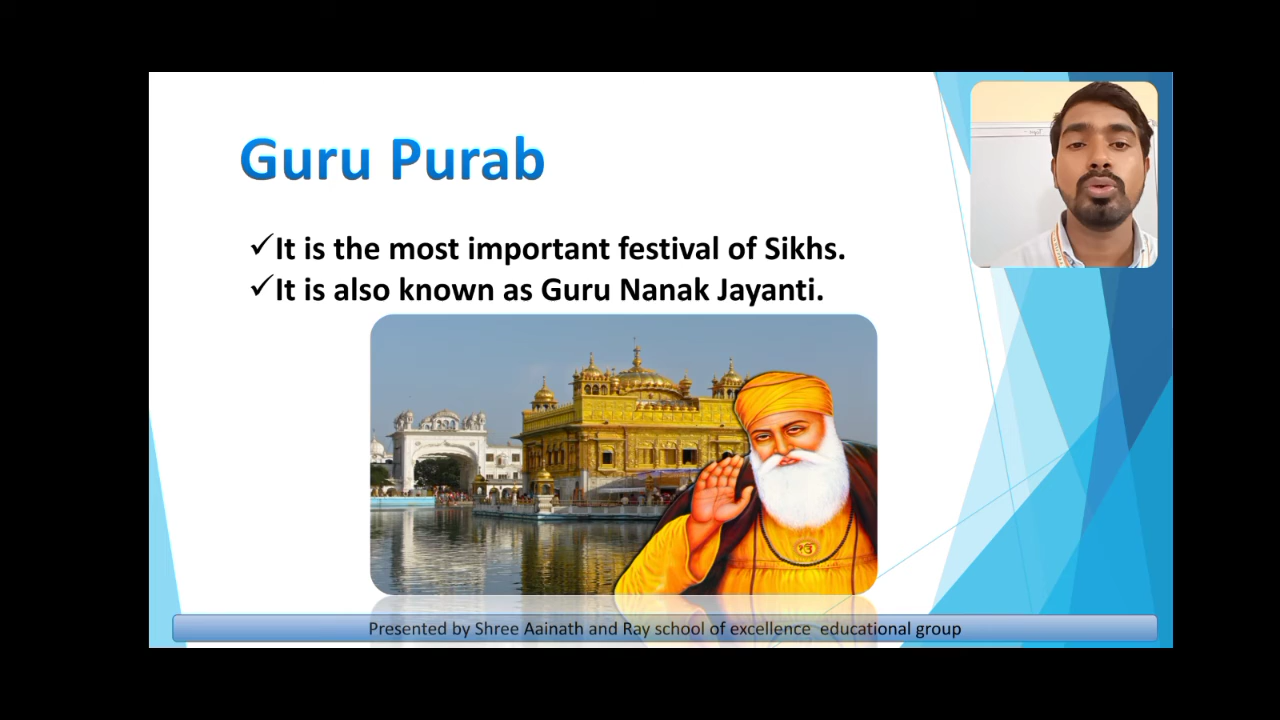 Guru Purab
✓It is the most important festival of Sikhs.
✓It is also known as Guru Nanak Jayanti.
Presented by Shree Aainath and Ray school of excellence educational group